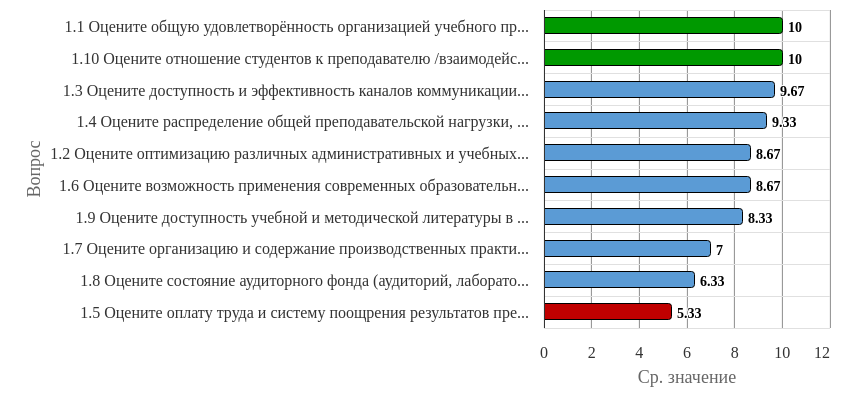 1.1 Оцените общую удовлетворённость организацией учебного пр... 10
1.10 Оцените отношение студентов к преподавателю /взаимодейс... 10
1.3 Оцените доступность и эффективность каналов коммуникации... 9.67
1.4 Оцените распределение общей преподавательской нагрузки, ... 9.33
1.2 Оцените оптимизацию различных административных и учебных... 8.67
1.6 Оцените возможность применения современных образовательн... 8.67
1.9 Оцените доступность учебной и методической литературы в ... 8.33
1.7 Оцените организацию и содержание производственных практи... 7
1.8 Оцените состояние аудиторного фонда (аудиторий, лаборато... 6.33
1.5 Оцените оплату труда и систему поощрения результатов пре... 5.33
Вопрос
0 2 4 6 8 10 12
Ср. значение